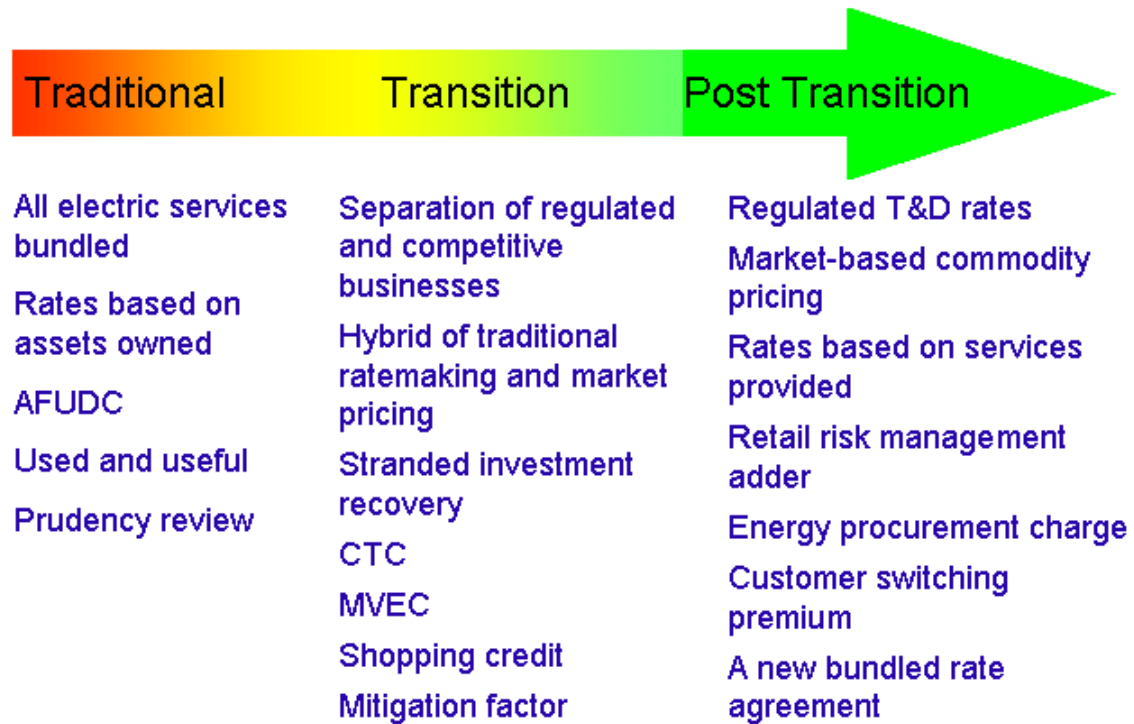 Traditional
Transition
Post Transition
All electric services
bundled
Rates based on
assets owned
AFUDC
Used and useful
Prudency review
Separation of regulated
and competitive
businesses
Hybrid of traditional
ratemaking and market
pricing
Stranded investment
recovery
CTC
MVEC
Shopping credit
Mitigation factor
Regulated T&D rates
Market-based commodity
pricing
Rates based on services
provided
Retail risk management
adder
Energy procurement charge
Customer switching
premium
A new bundled rate
agreement